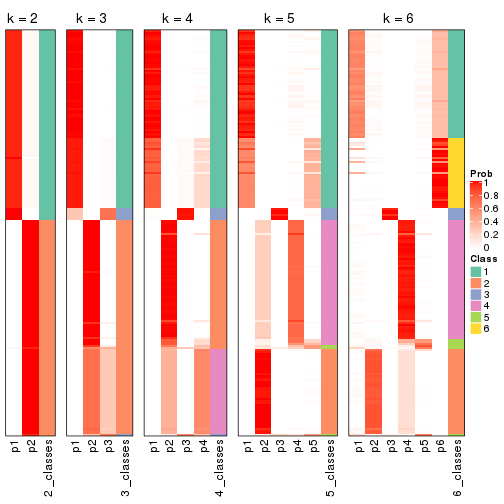 k = 2
k = 3
k = 4
k = 5
k = 6
p1
p2
2_classes
p1
p2
p3
3_classes
p1
p2
p3
p4
4_classes
p1
p2
p3
p4
p5
5_classes
p1
p2
p3
p4
p5
p6
6_classes
Prob
1
0.8
0.6
0.4
0.2
0
Class
1
2
3
4
5
6